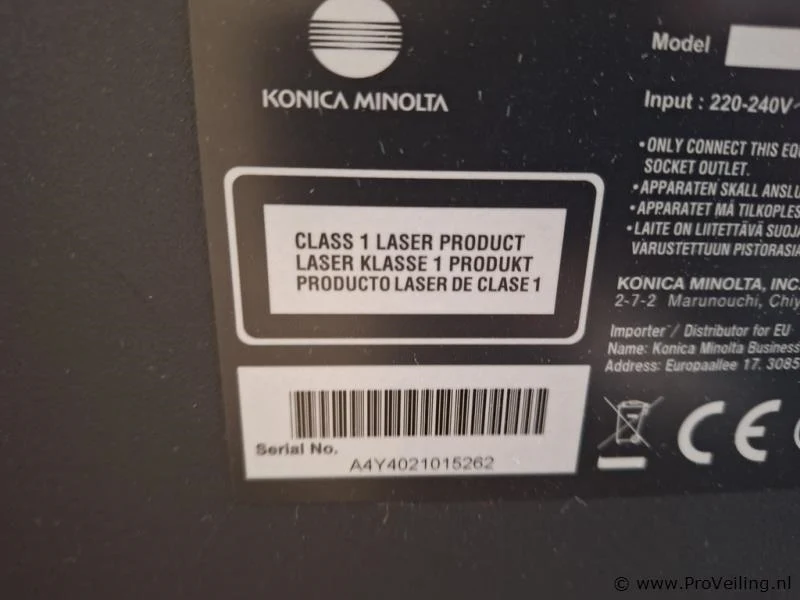 KONICA MINOLTA
CLASS 1 LASER PRODUCT
LASER KLASSE 1 PRODUKT
PRODUCTO LASER DE CLASE 1
Serial No.
A4Y4021015262
Model
Input : 220-240V~
•ONLY CONNECT THIS EQU
SOCKET OUTLET.
•APPARATEN SKALL ANSLU
•APPARATET MÅ TILKOPLES
•LAITE ON LIITETTÄVÄ SUOJA
VARUSTETTUUN PISTORASIA
KONICA MINOLTA, INC.
2-7-2 Marunouchi, Chiy
Importer / Distributor for EU
Name: Konica Minolta Business
Address: Europaallee 17. 3085
CE
© www.ProVeiling.nl